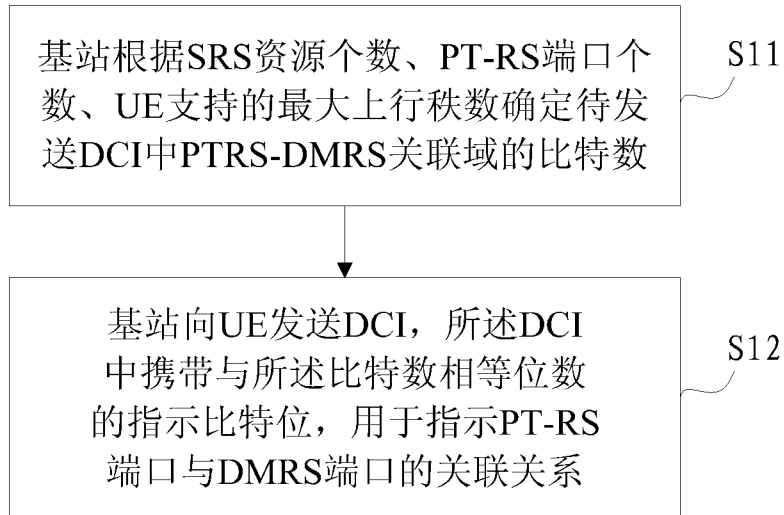 基站根据SRS资源个数、PT-RS端口个
数、UE支持的最大上行秩数确定待发
送DCI中PTRS-DMRS关联域的比特数
S11
基站向UE发送DCI，所述DCI
中携带与所述比特数相等位数
的指示比特位，用于指示PT-RS
端口与DMRS端口的关联关系
S12